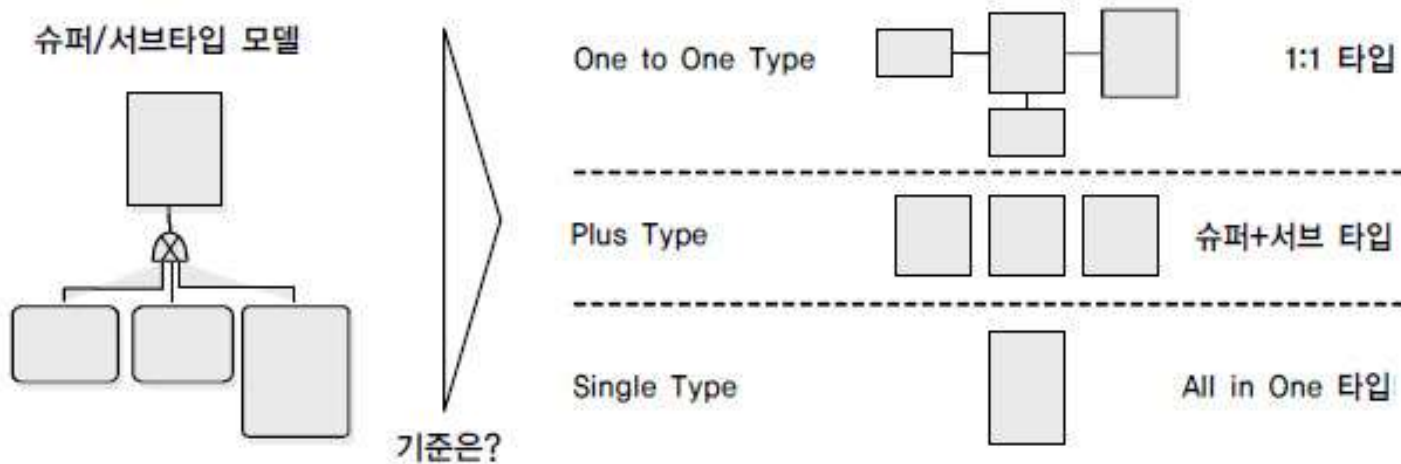 슈퍼/서브타입 모델
기준은?
One to One Type
1:1 타입
Plus Type
슈퍼+서브 타입
Single Type
All in One 타입